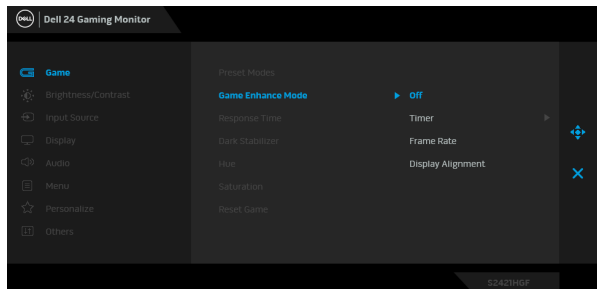 DELL Dell 24 Gaming Monitor
Game
Brightness/Contrast
Input Source
Display
Audio
Menu
Personalize
Others
Preset Modes
Game Enhance Mode
Response Time
Dark Stabilizer
Hue
Saturation
Reset Game
Off
Timer
Frame Rate
Display Alignment
S2421HGF